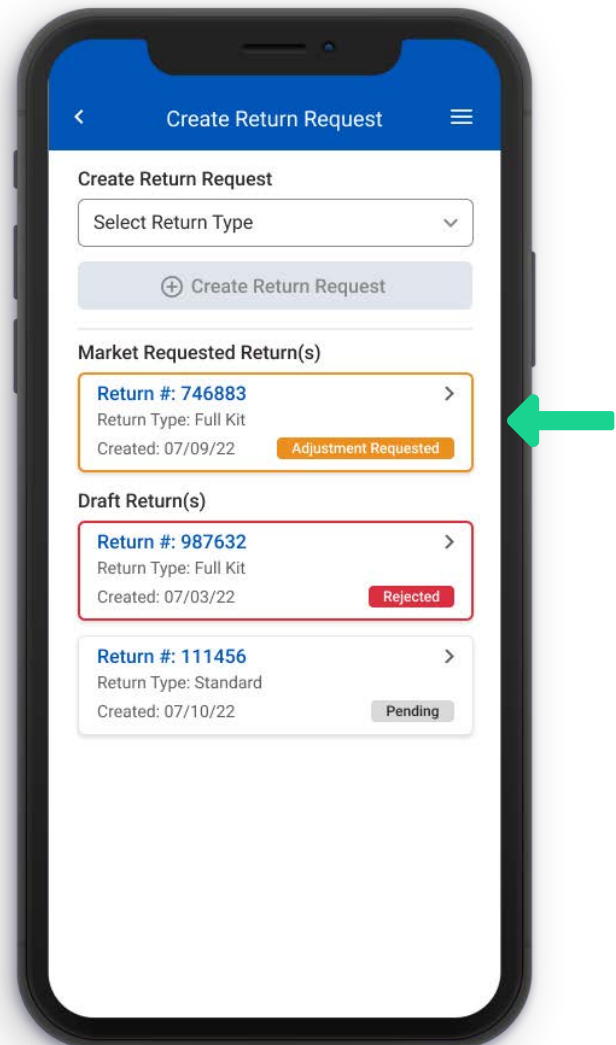 Create Return Request
Create Return Request
Select Return Type
Create Return Request
Market Requested Return(s)
Return #: 746883
Return Type: Full Kit
Created: 07/09/22 Adjustment Requested
Draft Return(s)
Return #: 987632
Return Type: Full Kit
Created: 07/03/22 Rejected
Return #: 111456
Return Type: Standard
Created: 07/10/22 Pending